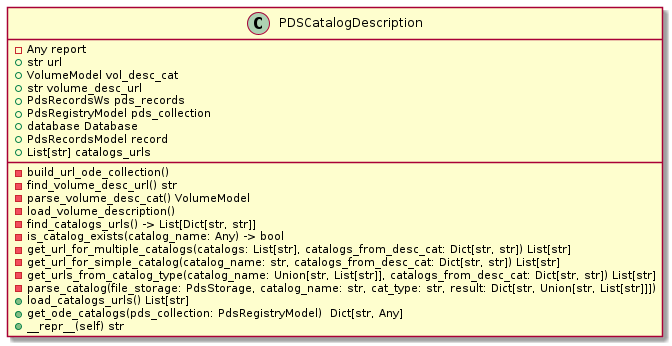 C PDSCatalogDescription
Any report
str url
VolumeModel vol_desc_cat
str volume_desc_url
PdsRecordsWs pds_records
PdsRegistryModel pds_collection
database Database
PdsRecordsModel record
List[str] catalogs_urls
build_url_ode_collection()
find_volume_desc_url() str
parse_volume_desc_cat() VolumeModel
load_volume_description()
find_catalogs_urls() -> List[Dict[str, str]]
is_catalog_exists(catalog_name: Any) -> bool
get_url_for_multiple_catalogs(catalogs: List[str], catalogs_from_desc_cat: Dict[str, str]) List[str]
get_url_for_simple_catalog(catalog_name: str, catalogs_from_desc_cat: Dict[str, str]) List[str]
get_urls_from_catalog_type(catalog_name: Union[str, List[str]], catalogs_from_desc_cat: Dict[str, str]) List[str]
parse_catalog(file_storage: PdsStorage, catalog_name: str, cat_type: str, result: Dict[str, Union[str, List[str]]])
load_catalogs_urls() List[str]
get_ode_catalogs(pds_collection: PdsRegistryModel)  Dict[str, Any]
__repr__(self) str